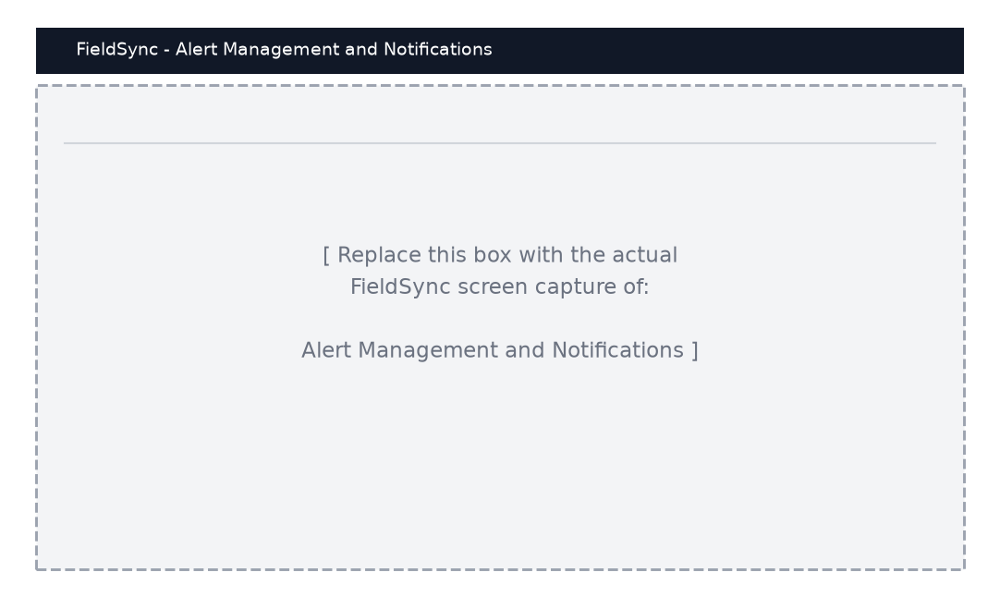 FieldSync - Alert Management and Notifications
[ Replace this box with the actual
FieldSync screen capture of:
Alert Management and Notifications ]